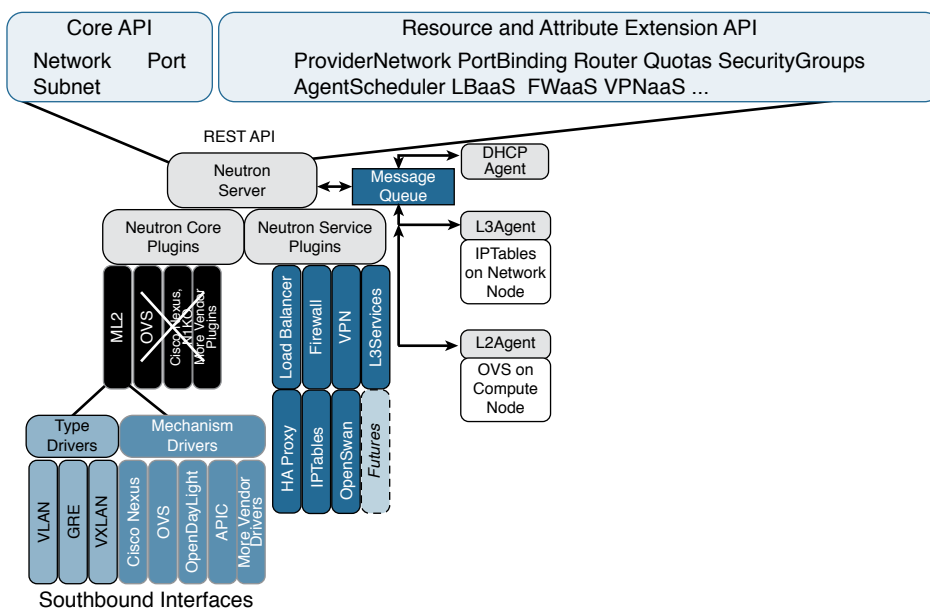 Core API
Network Port
Subnet
Resource and Attribute Extension API
ProviderNetwork PortBinding Router Quotas SecurityGroups
AgentScheduler LBaaS FWaaS VPNaaS ...
REST API
Neutron
Server
Message
Queue
DHCP
Agent
Neutron Core
Plugins
Neutron Service
Plugins
L3Agent
IPTables
on Network
Node
ML2
OVS
Cisco Nexus,
N1KC
More Vendor
Plugins
Load Balancer
Firewall
VPN
L3Services
L2Agent
OVS on
Compute
Node
Type
Drivers
Mechanism
Drivers
HA Proxy
IPTables
OpenSwan
Futures
VLAN
GRE
VXLAN
Cisco Nexus
OVS
OpenDayLight
APIC
More Vendor
Drivers
Southbound Interfaces